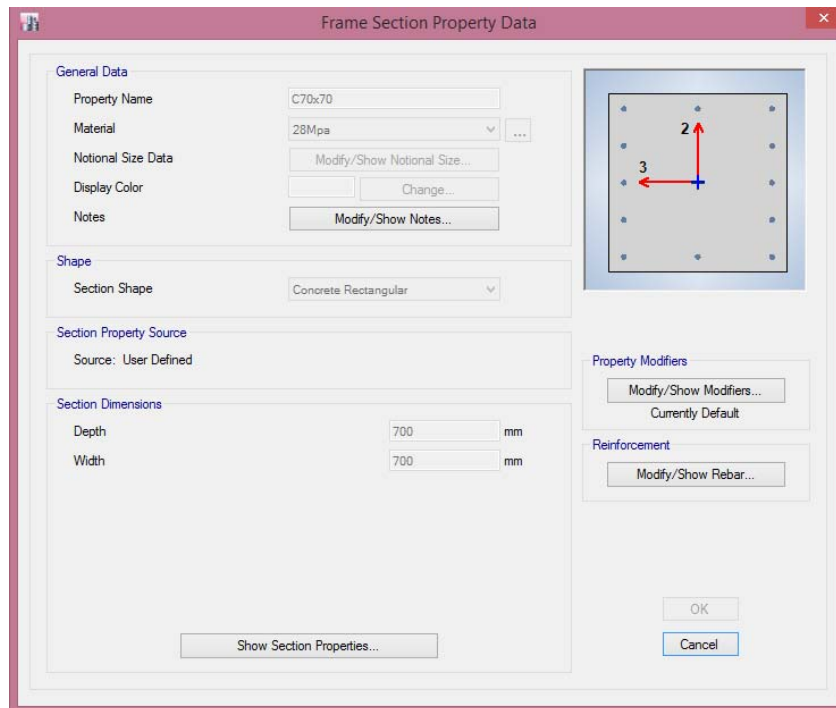 Frame Section Property Data
General Data
Property Name C70x70
Material 28Mpa ...
Notional Size Data Modify/Show Notional Size...
Display Color Change...
Notes Modify/Show Notes...
Shape
Section Shape Concrete Rectangular
Section Property Source
Source: User Defined
Section Dimensions
Depth 700 mm
Width 700 mm
Show Section Properties...
2
3
Property Modifiers
Modify/Show Modifiers...
Currently Default
Reinforcement
Modify/Show Rebar...
OK
Cancel